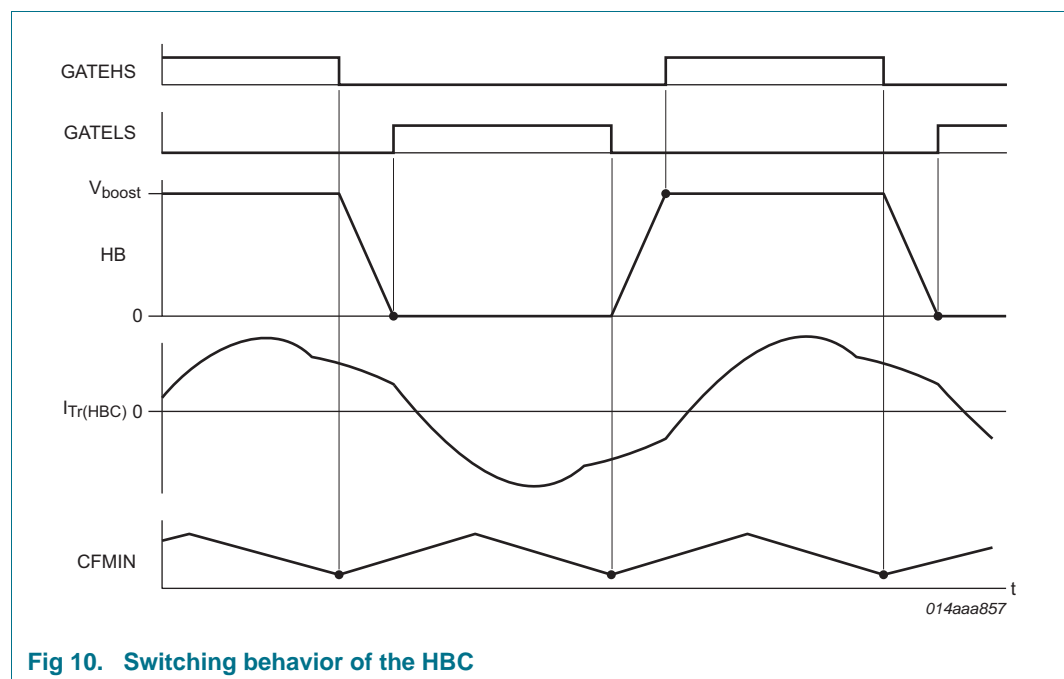 GATEHS
GATELS
Vboost
HB
0
ITr(HBC) 0
CFMIN
t
014aaa857
Fig 10. Switching behavior of the HBC